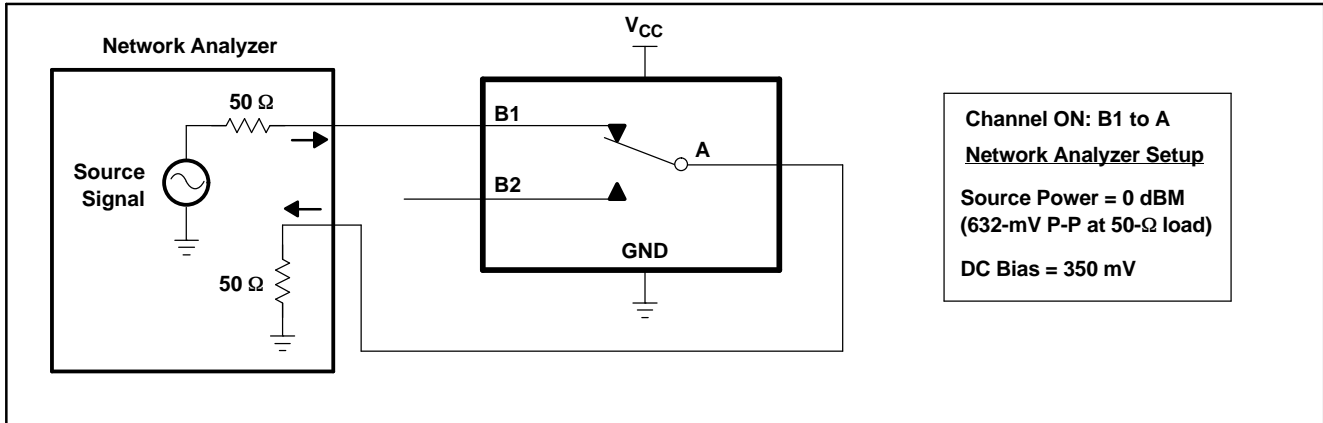 Network Analyzer
50 Ω
Source
Signal
50 Ω
VCC
B1
A
B2
GND
Channel ON: B1 to A
Network Analyzer Setup
Source Power = 0 dBM
(632-mV P-P at 50-Ω load)
DC Bias = 350 mV